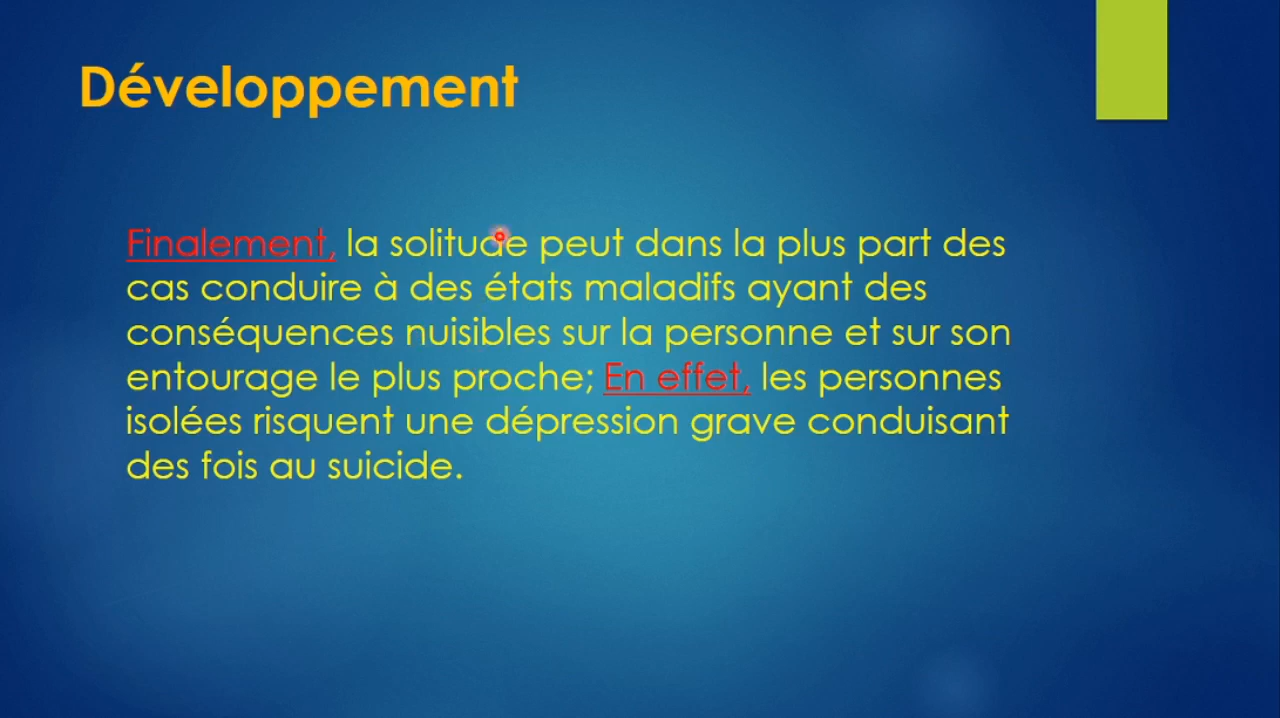 Développement
Finalement, la solitude peut dans la plus part des
cas conduire à des états maladifs ayant des
conséquences nuisibles sur la personne et sur son
entourage le plus proche; En effet, les personnes
isolées risquent une dépression grave conduisant
des fois au suicide.